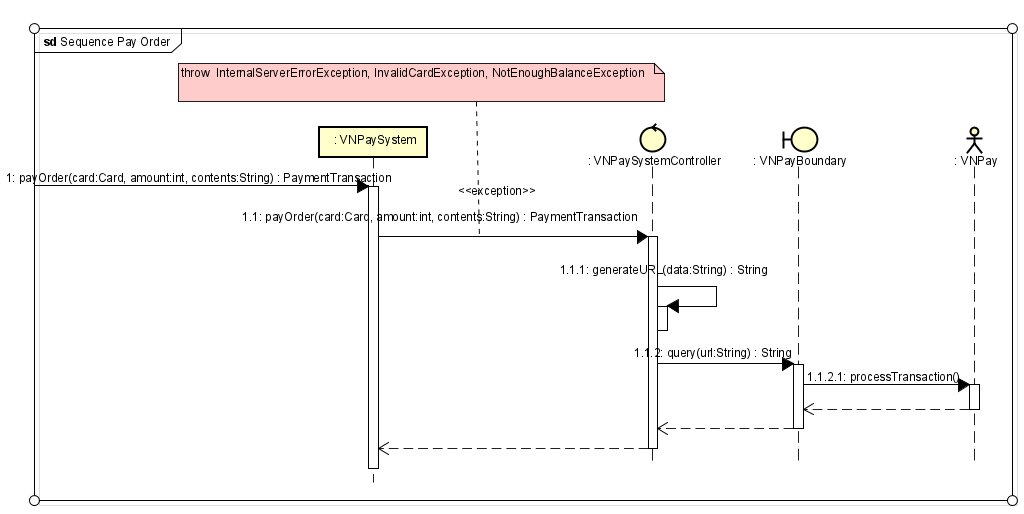 sd Sequence Pay Order
throw InternalServerErrorException, InvalidCardException, NotEnoughBalanceException
: VNPaySystem
: VNPaySystemController
: VNPayBoundary
: VNPay
1: payOrder(card:Card, amount:int, contents:String) : PaymentTransaction
<<exception>>
1.1: payOrder(card:Card, amount:int, contents:String) : PaymentTransaction
1.1.1: generateURL(data:String) : String
1.1.2: query(url:String) : String
1.1.2.1: processTransaction()